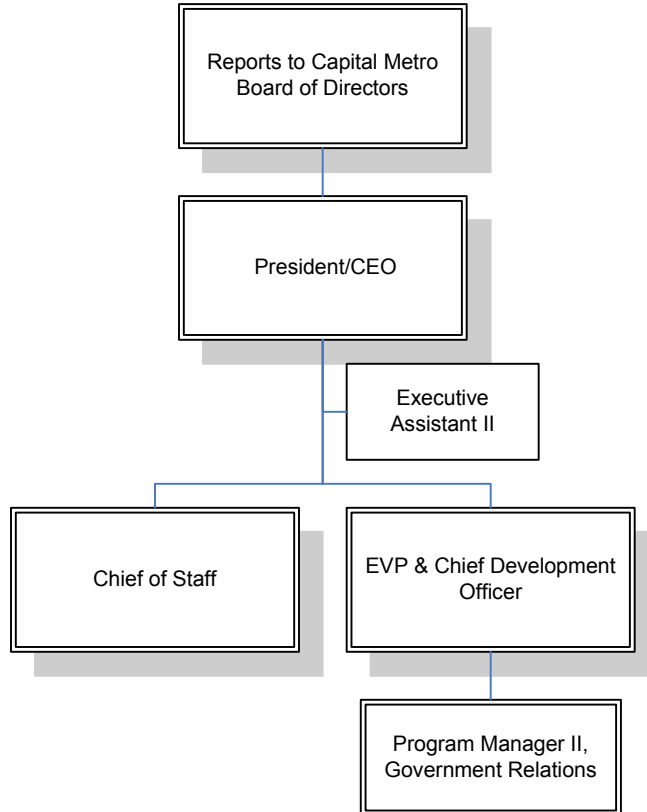 Reports to Capital Metro
Board of Directors
President/CEO
Executive
Assistant II
Chief of Staff
EVP & Chief Development
Officer
Program Manager II,
Government Relations